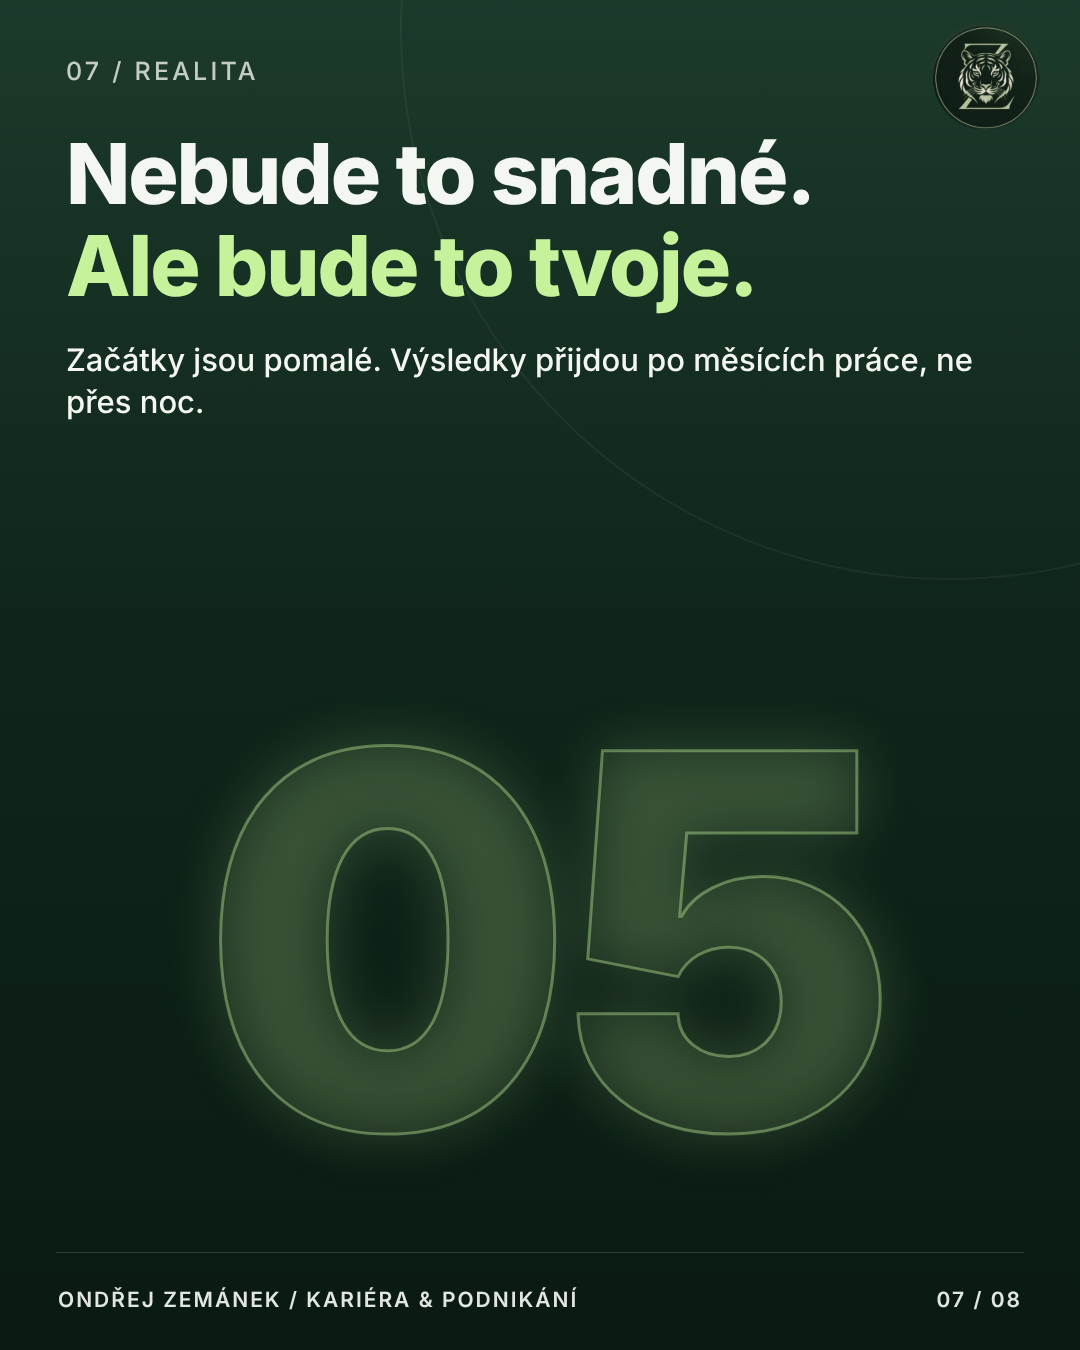 07 / REALITA
Nebude to snadné.
Ale bude to tvoje.
Začátky jsou pomalé. Výsledky přijdou po měsících práce, ne
přes noc.
05
ONDŘEJ ZEMÁNEK / KARIÉRA & PODNIKÁNÍ
07 / 08